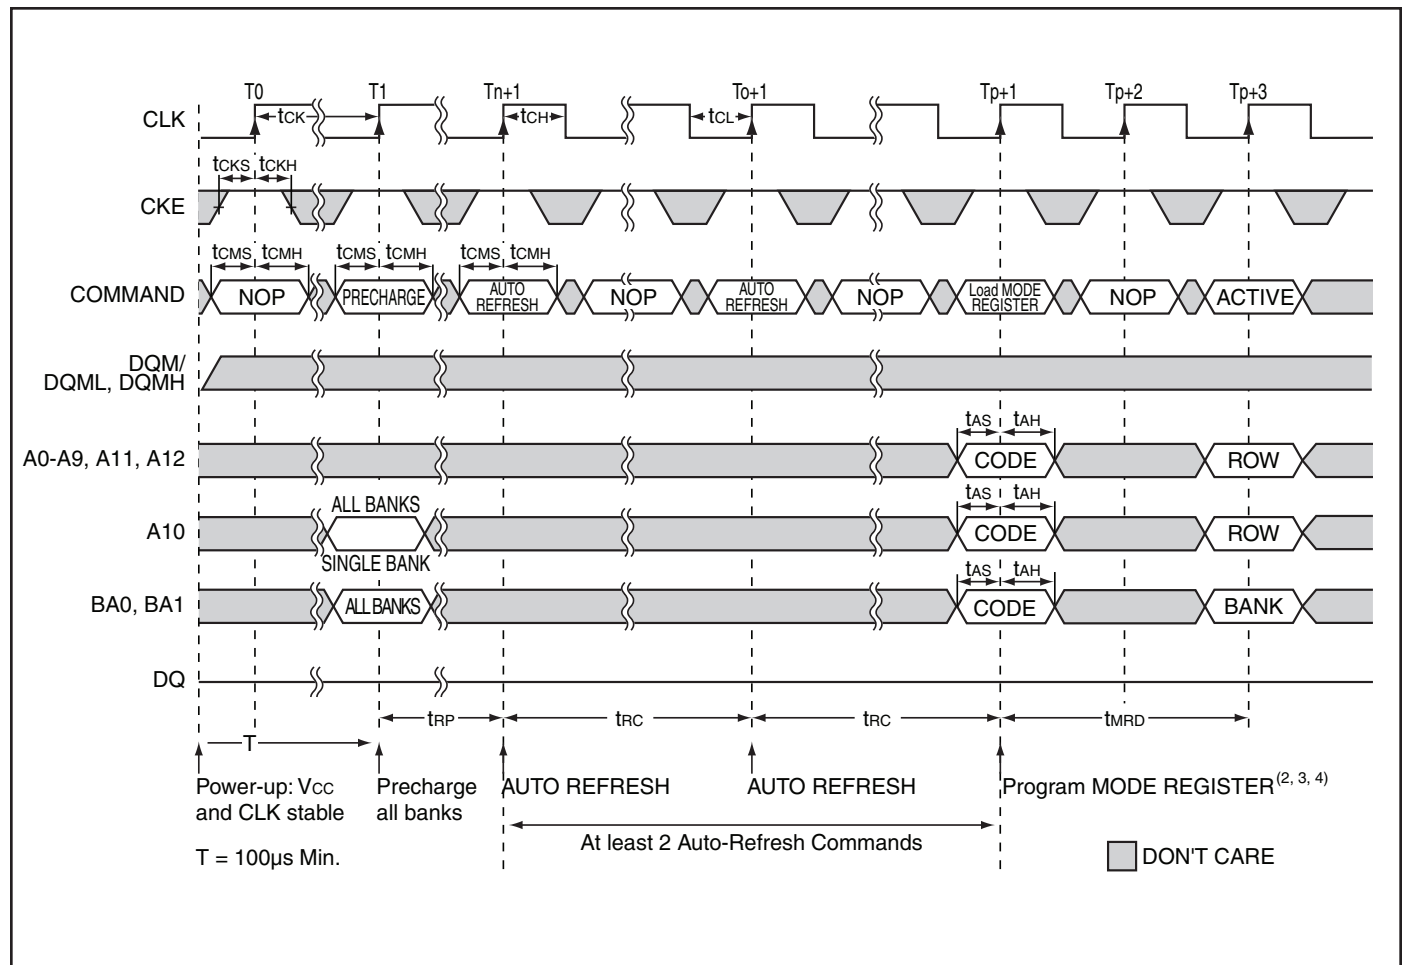 T0 T1 Tn+1 To+1 Tp+1 Tp+2 Tp+3
CLK tCK tCH tCL
tCKS tCKH
CKE
tCMS tCMH tCMS tCMH tCMS tCMH
COMMAND NOP PRECHARGE AUTO REFRESH NOP AUTO REFRESH NOP Load MODE REGISTER NOP ACTIVE
DQM/
DQML, DQMH
tAS tAH
A0-A9, A11, A12 CODE ROW
ALL BANKS tAS tAH
A10 CODE ROW
SINGLE BANK tAS tAH
BA0, BA1 ALL BANKS CODE BANK
DQ
tRP tRC tRC tMRD
T
Power-up: VCC Precharge AUTO REFRESH AUTO REFRESH Program MODE REGISTER(2, 3, 4)
and CLK stable all banks
At least 2 Auto-Refresh Commands
T = 100µs Min. DON'T CARE